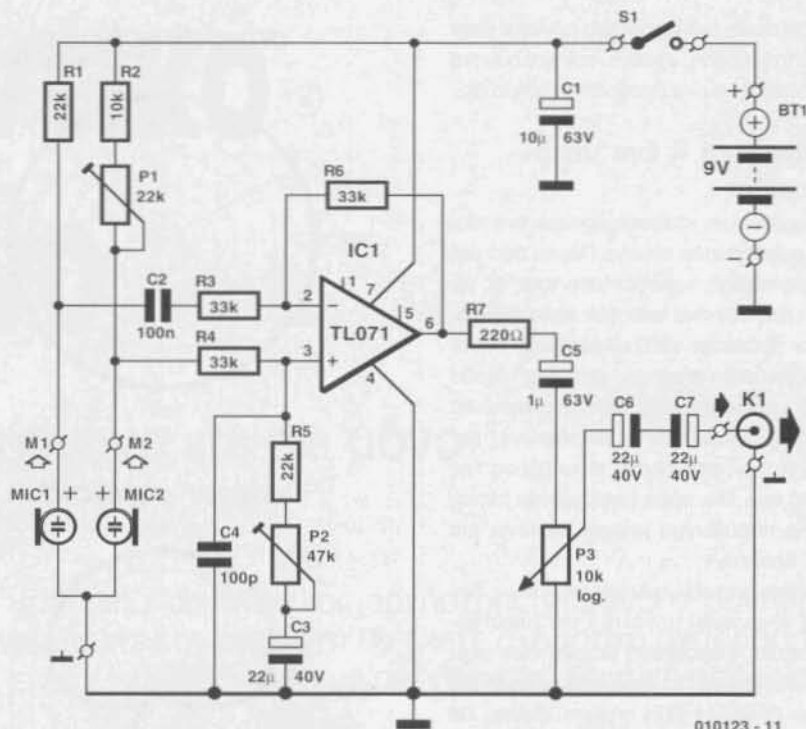 S1
R1
22k
R2
10k
C1
10µ 63V
+
BT1
+
9V
−
−
P1
22k
R6
33k
IC1
C2
100n
R3
33k
2
−
1
7
TL071
5
6
R7
220Ω
R4
33k
3
+
4
C5
1µ 63V
M1
M2
R5
22k
C6
22µ
40V
C7
22µ
40V
K1
MIC1 +
+ MIC2
C4
100p
P2
47k
P3
10k
log.
C3
22µ 40V
010123 - 11